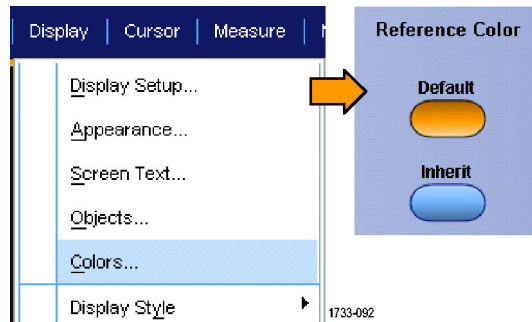 Display | Cursor | Measure |
Display Setup...
Appearance...
Screen Text...
Objects...
Colors...
Display Style
Reference Color
Default
Inherit
1733-092